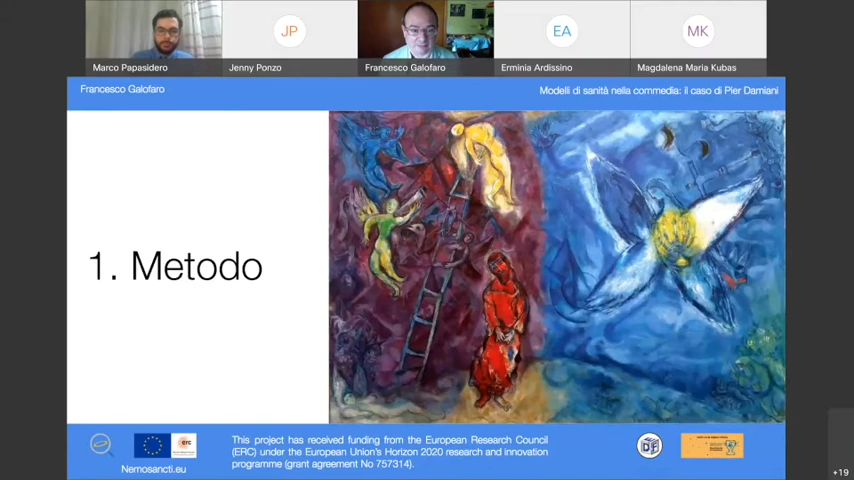 JP
EA
MK
Marco Papasidero
Jenny Ponzo
Francesco Galofaro
Erminia Ardissino
Magdalena Maria Kubas
Francesco Galofaro
Modelli di sanità nella commedia: il caso di Pier Damiani
1. Metodo
erc
Nemosancti.eu
This project has received funding from the European Research Council
(ERC) under the European Union's Horizon 2020 research and innovation
programme (grant agreement No 757314).
+19